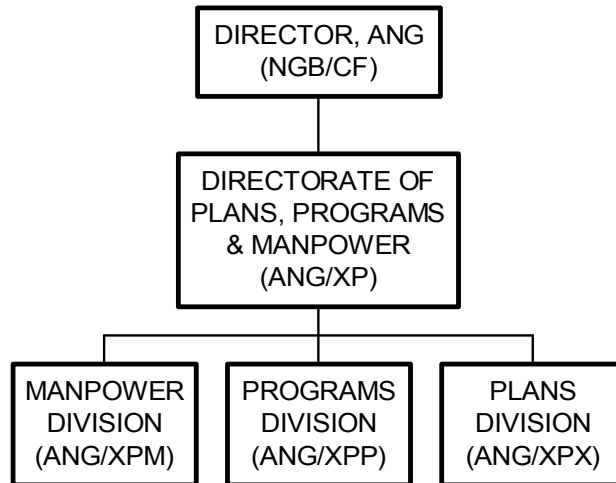 DIRECTOR, ANG
(NGB/CF)
DIRECTORATE OF
PLANS, PROGRAMS
& MANPOWER
(ANG/XP)
MANPOWER
DIVISION
(ANG/XPM)
PROGRAMS
DIVISION
(ANG/XPP)
PLANS
DIVISION
(ANG/XPX)